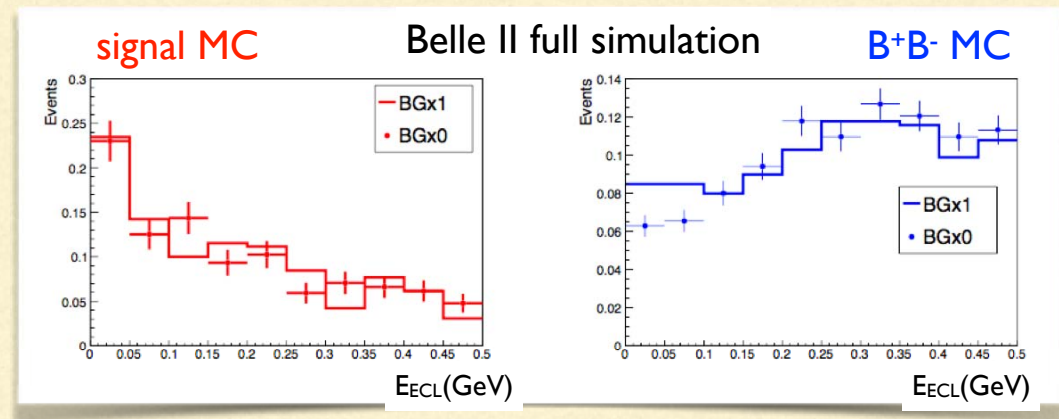 signal MC
Belle II full simulation
B+B- MC
Events
0.3
0.25
0.2
0.15
0.1
0.05
0
BGx1
BGx0
0 0.05 0.1 0.15 0.2 0.25 0.3 0.35 0.4 0.45 0.5
EECL(GeV)
Events
0.14
0.12
0.1
0.08
0.06
0.04
0.02
0
BGx1
BGx0
0 0.05 0.1 0.15 0.2 0.25 0.3 0.35 0.4 0.45 0.5
EECL(GeV)